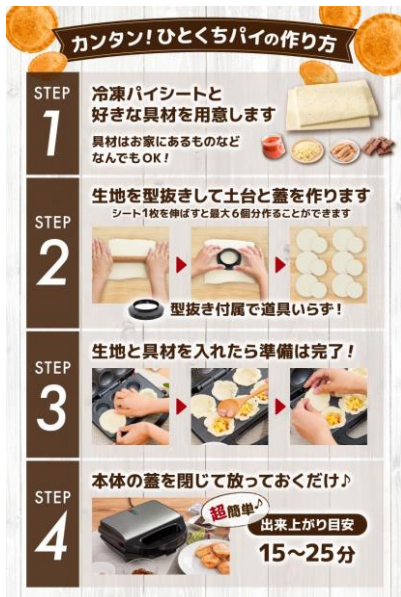 カンタン!ひとくちパイの作り方
STEP
1
冷凍パイシートと
好きな具材を用意します
具材はお家にあるものなど
なんでもOK!
STEP
2
生地を型抜きして土台と蓋を作ります
シート1枚を伸ばすと最大6個分作ることができます
型抜き付属で道具いらず!
STEP
3
生地と具材を入れたら準備は完了!
STEP
4
本体の蓋を閉じて放っておくだけ♪
超簡単♪
出来上がり目安
15〜25分